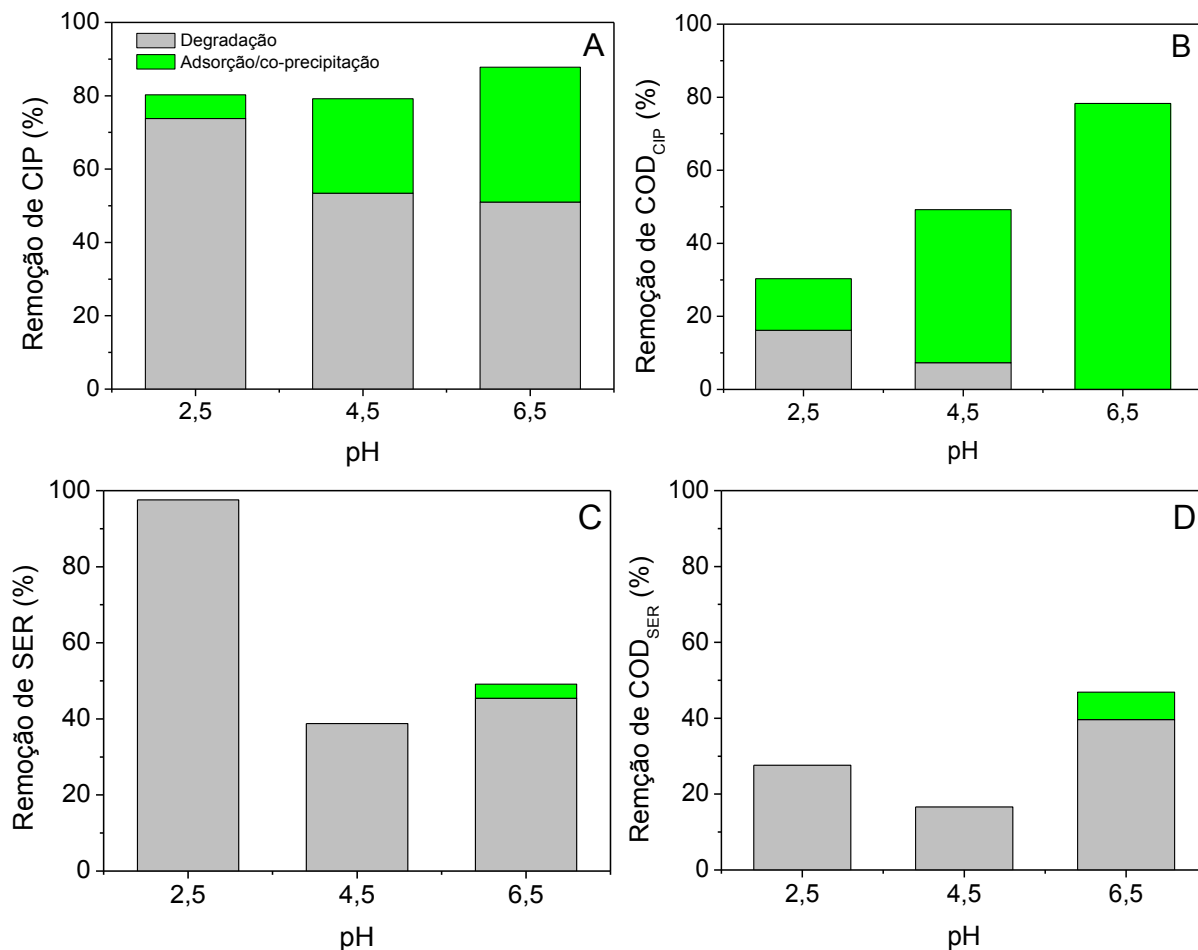 A
Degradação
Adsorção/co-precipitação
Remoção de CIP (%)
100
80
60
40
20
0
2,5 4,5 6,5
pH
B
Remoção de COD_CIP (%)
100
80
60
40
20
0
2,5 4,5 6,5
pH
C
Remoção de SER (%)
100
80
60
40
20
0
2,5 4,5 6,5
pH
D
Remção de COD_SER (%)
100
80
60
40
20
0
2,5 4,5 6,5
pH